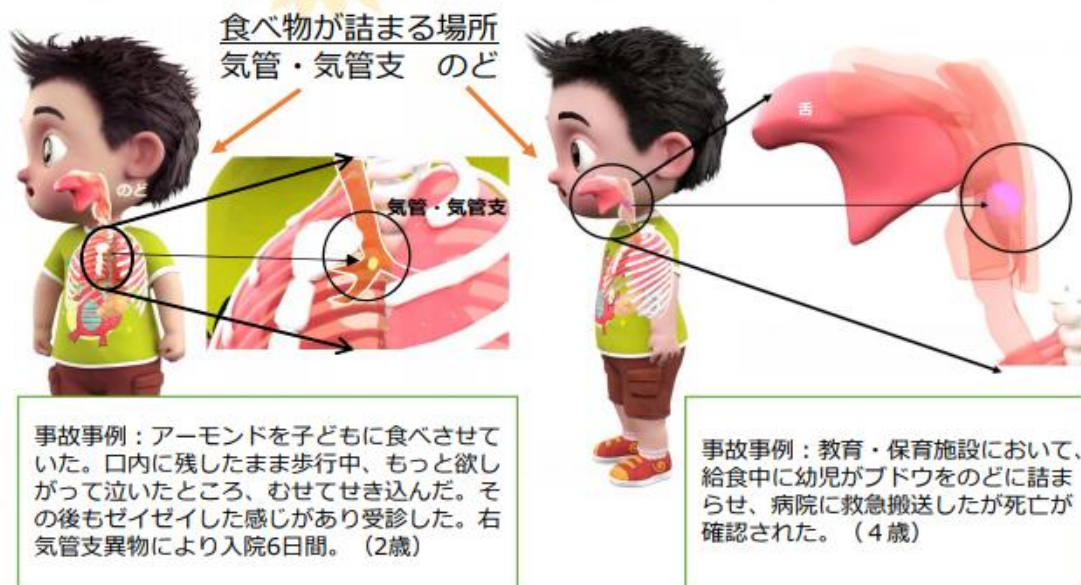 食べ物が詰まる場所
気管・気管支　のど
のど
気管・気管支
舌
事故事例：アーモンドを子どもに食べさせて
いた。口内に残したまま歩行中、もっと欲し
がって泣いたところ、むせてせき込んだ。そ
の後もゼイゼイした感じがあり受診した。右
気管支異物により入院6日間。（2歳）
事故事例：教育・保育施設において、
給食中に幼児がブドウをのどに詰ま
らせ、病院に救急搬送したが死亡が
確認された。（４歳）